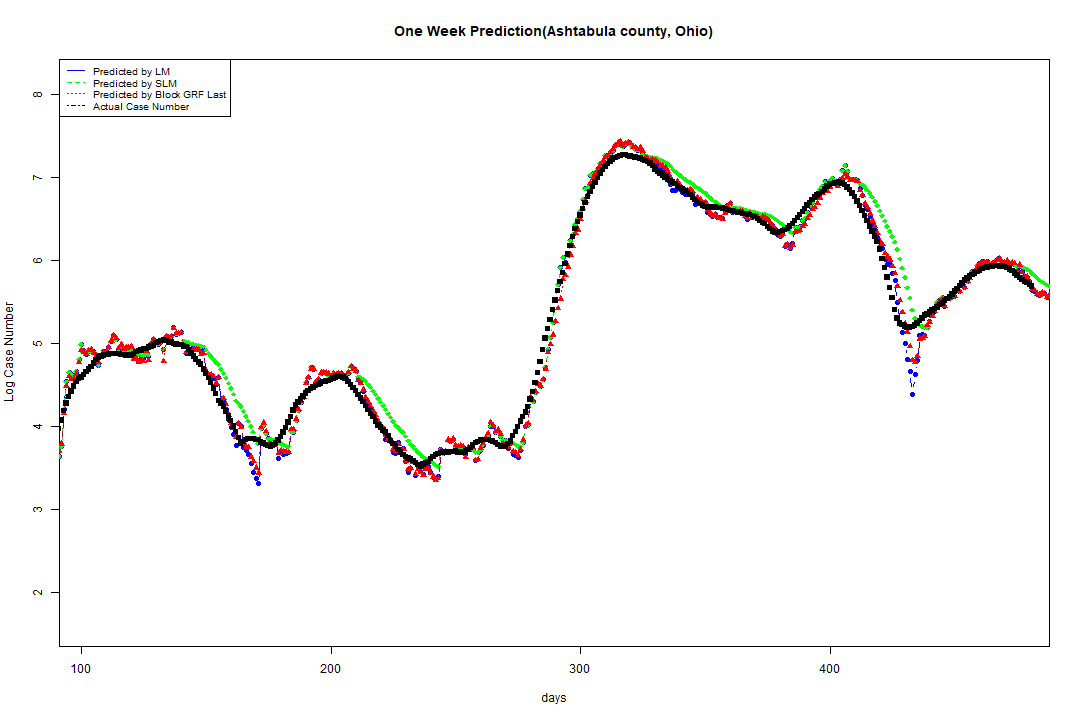 One Week Prediction(Ashtabula county, Ohio)
Predicted by LM
Predicted by SLM
Predicted by Block GRF Last
Actual Case Number
8
7
6
5
4
3
2
Log Case Number
100 200 300 400
days